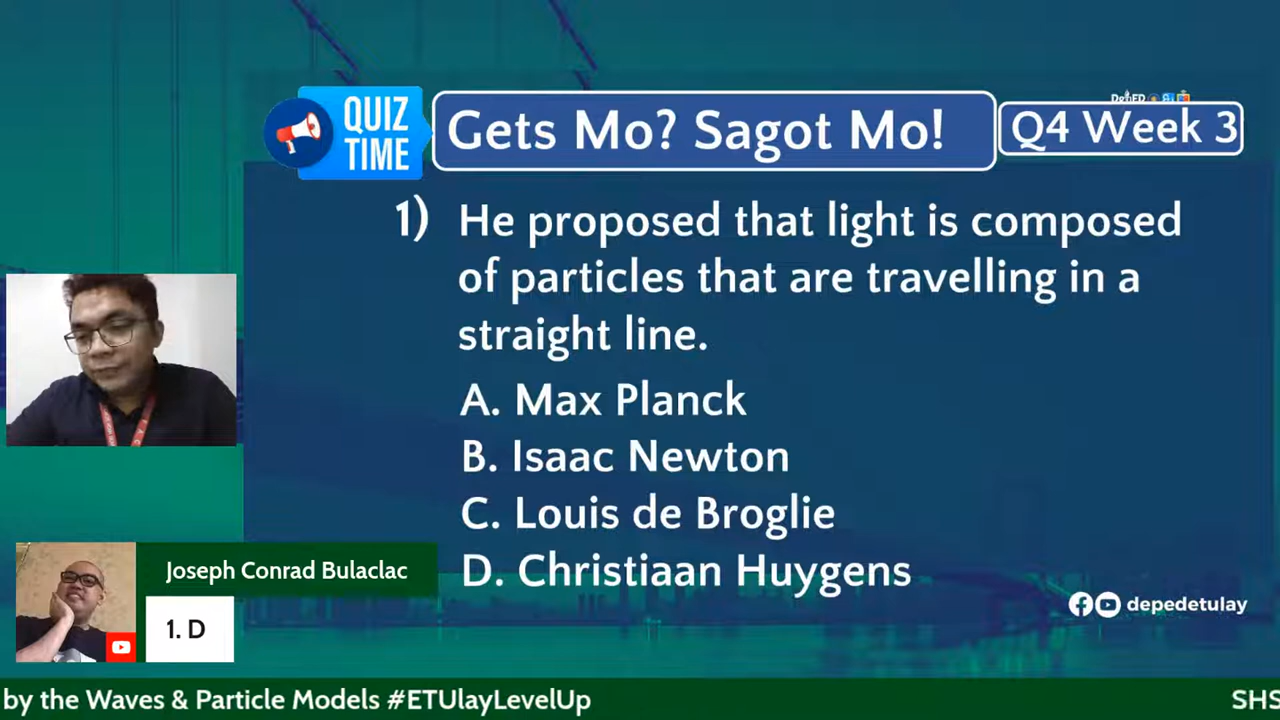 QUIZ
TIME
Gets Mo? Sagot Mo!
Q4 Week 3
DepED
1) He proposed that light is composed
of particles that are travelling in a
straight line.
A. Max Planck
B. Isaac Newton
C. Louis de Broglie
D. Christiaan Huygens
Joseph Conrad Bulaclac
1. D
depedetulay
by the Waves & Particle Models #ETUlayLevelUp
SHS